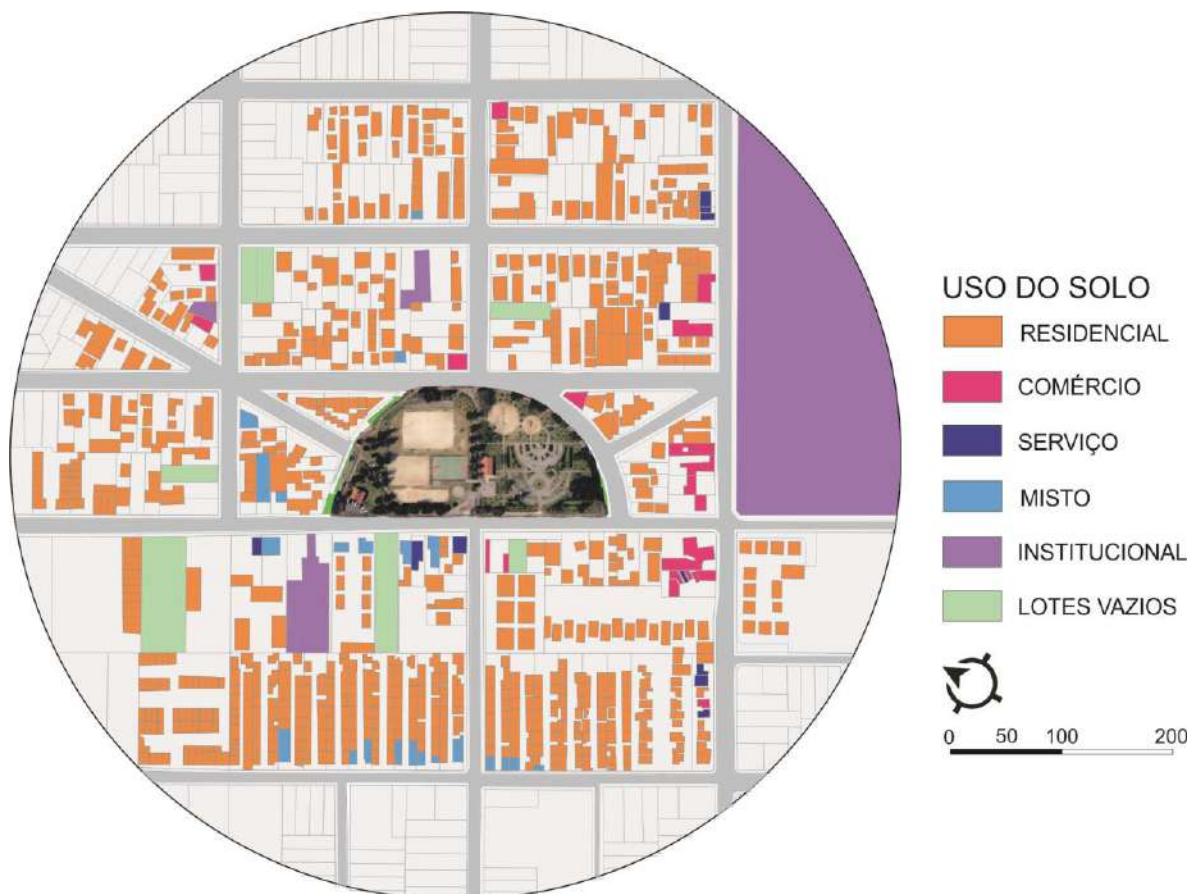 USO DO SOLO
RESIDENCIAL
COMÉRCIO
SERVIÇO
MISTO
INSTITUCIONAL
LOTES VAZIOS
0 50 100 200